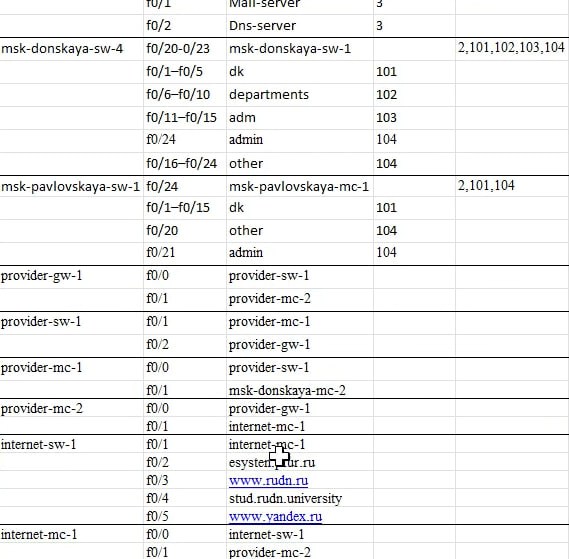 f0/1 Mail-server 3
f0/2 Dns-server 3
msk-donskaya-sw-4 f0/20-0/23 msk-donskaya-sw-1 2,101,102,103,104
f0/1–f0/5 dk 101
f0/6–f0/10 departments 102
f0/11–f0/15 adm 103
f0/24 admin 104
f0/16–f0/24 other 104
msk-pavlovskaya-sw-1 f0/24 msk-pavlovskaya-mc-1 2,101,104
f0/1–f0/15 dk 101
f0/20 other 104
f0/21 admin 104
provider-gw-1 f0/0 provider-sw-1
f0/1 provider-mc-2
provider-sw-1 f0/1 provider-mc-1
f0/2 provider-gw-1
provider-mc-1 f0/0 provider-sw-1
f0/1 msk-donskaya-mc-2
provider-mc-2 f0/0 provider-gw-1
f0/1 internet-mc-1
internet-sw-1 f0/1 internet-mc-1
f0/2
f0/3 www.rudn.ru
f0/4 stud.rudn.university
f0/5 www.yandex.ru
internet-mc-1 f0/0 internet-sw-1
f0/1 provider-mc-2